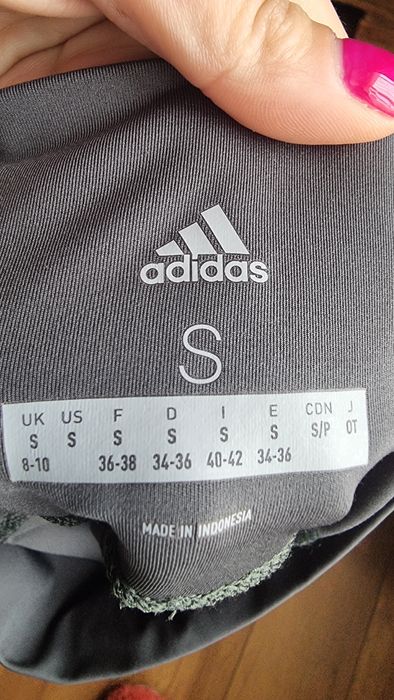 adidas
S
UK US F D I E CDN J
S S S S S S S/P OT
8-10 36-38 34-36 40-42 34-36
MADE IN INDONESIA